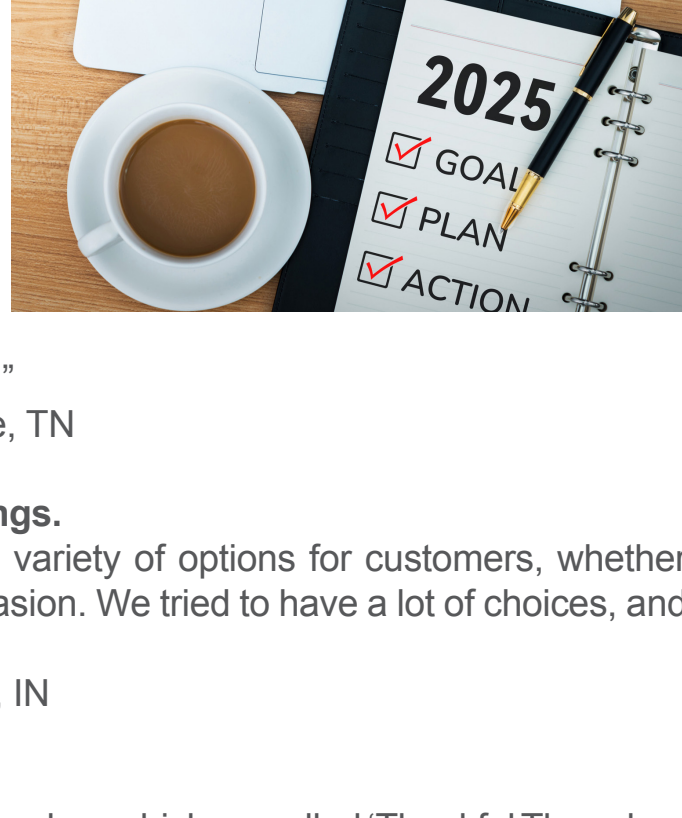 2025
GOAL
PLAN
ACTION
”
e, TN
ngs.
variety of options for customers, whether
asion. We tried to have a lot of choices, and
, IN